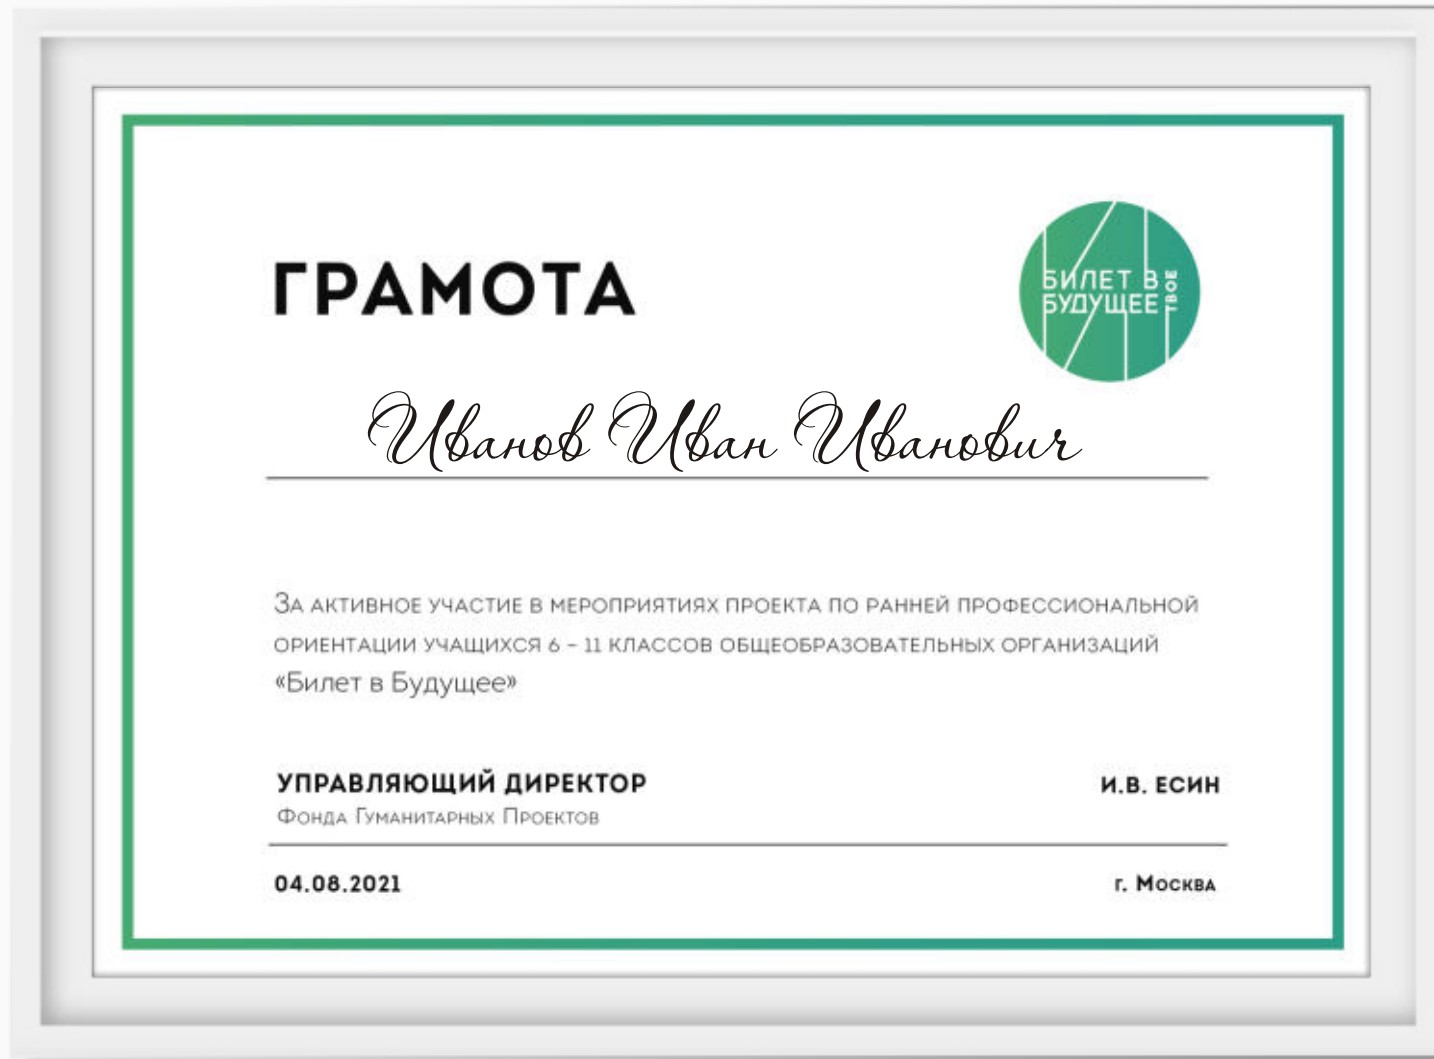 ГРАМОТА
БИЛЕТ В
БУДУЩЕЕ
ТВОЕ
Иванов Иван Иванович
За активное участие в мероприятиях проекта по ранней профессиональной
ориентации учащихся 6 – 11 классов общеобразовательных организаций
«Билет в Будущее»
УПРАВЛЯЮЩИЙ ДИРЕКТОР
И.В. ЕСИН
Фонда Гуманитарных Проектов
04.08.2021
г. Москва